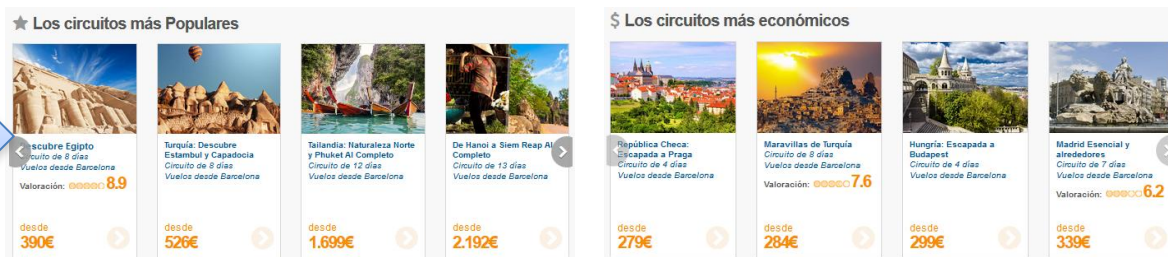 Los circuitos más Populares
escubre Egipto
Circuito de 8 días
Vuelos desde Barcelona
Valoración: 8.9
desde
390€
Turquía: Descubre
Estambul y Capadocia
Circuito de 8 días
Vuelos desde Barcelona
desde
526€
Tailandia: Naturaleza Norte
y Phuket Al Completo
Circuito de 12 días
Vuelos desde Barcelona
desde
1.699€
De Hanoi a Siem Reap Al
Completo
Circuito de 13 días
Vuelos desde Barcelona
desde
2.192€
$ Los circuitos más económicos
República Checa:
Escapada a Praga
Circuito de 4 días
Vuelos desde Barcelona
desde
279€
Maravillas de Turquía
Circuito de 8 días
Vuelos desde Barcelona
Valoración: 7.6
desde
284€
Hungría: Escapada a
Budapest
Circuito de 4 días
Vuelos desde Barcelona
desde
299€
Madrid Esencial y
alrededores
Circuito de 7 días
Vuelos desde Barcelona
Valoración: 6.2
desde
339€